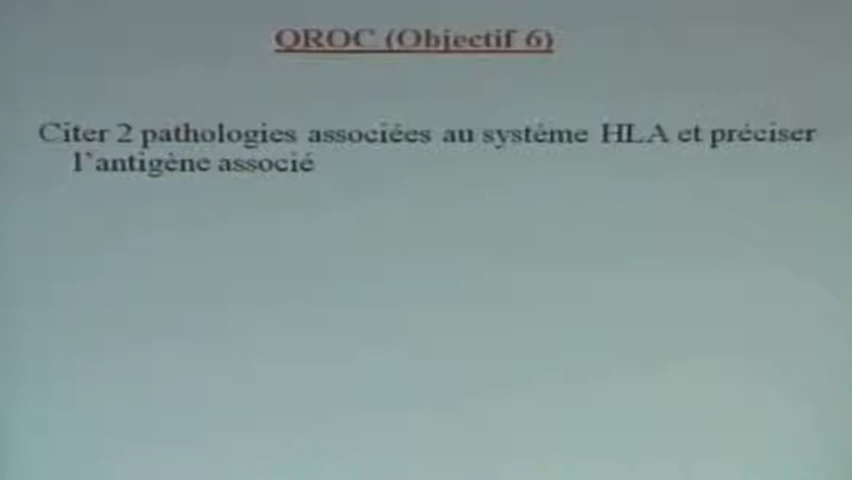 QROC (Objectif 6)
Citer 2 pathologies associées au système HLA et préciser
l'antigène associé